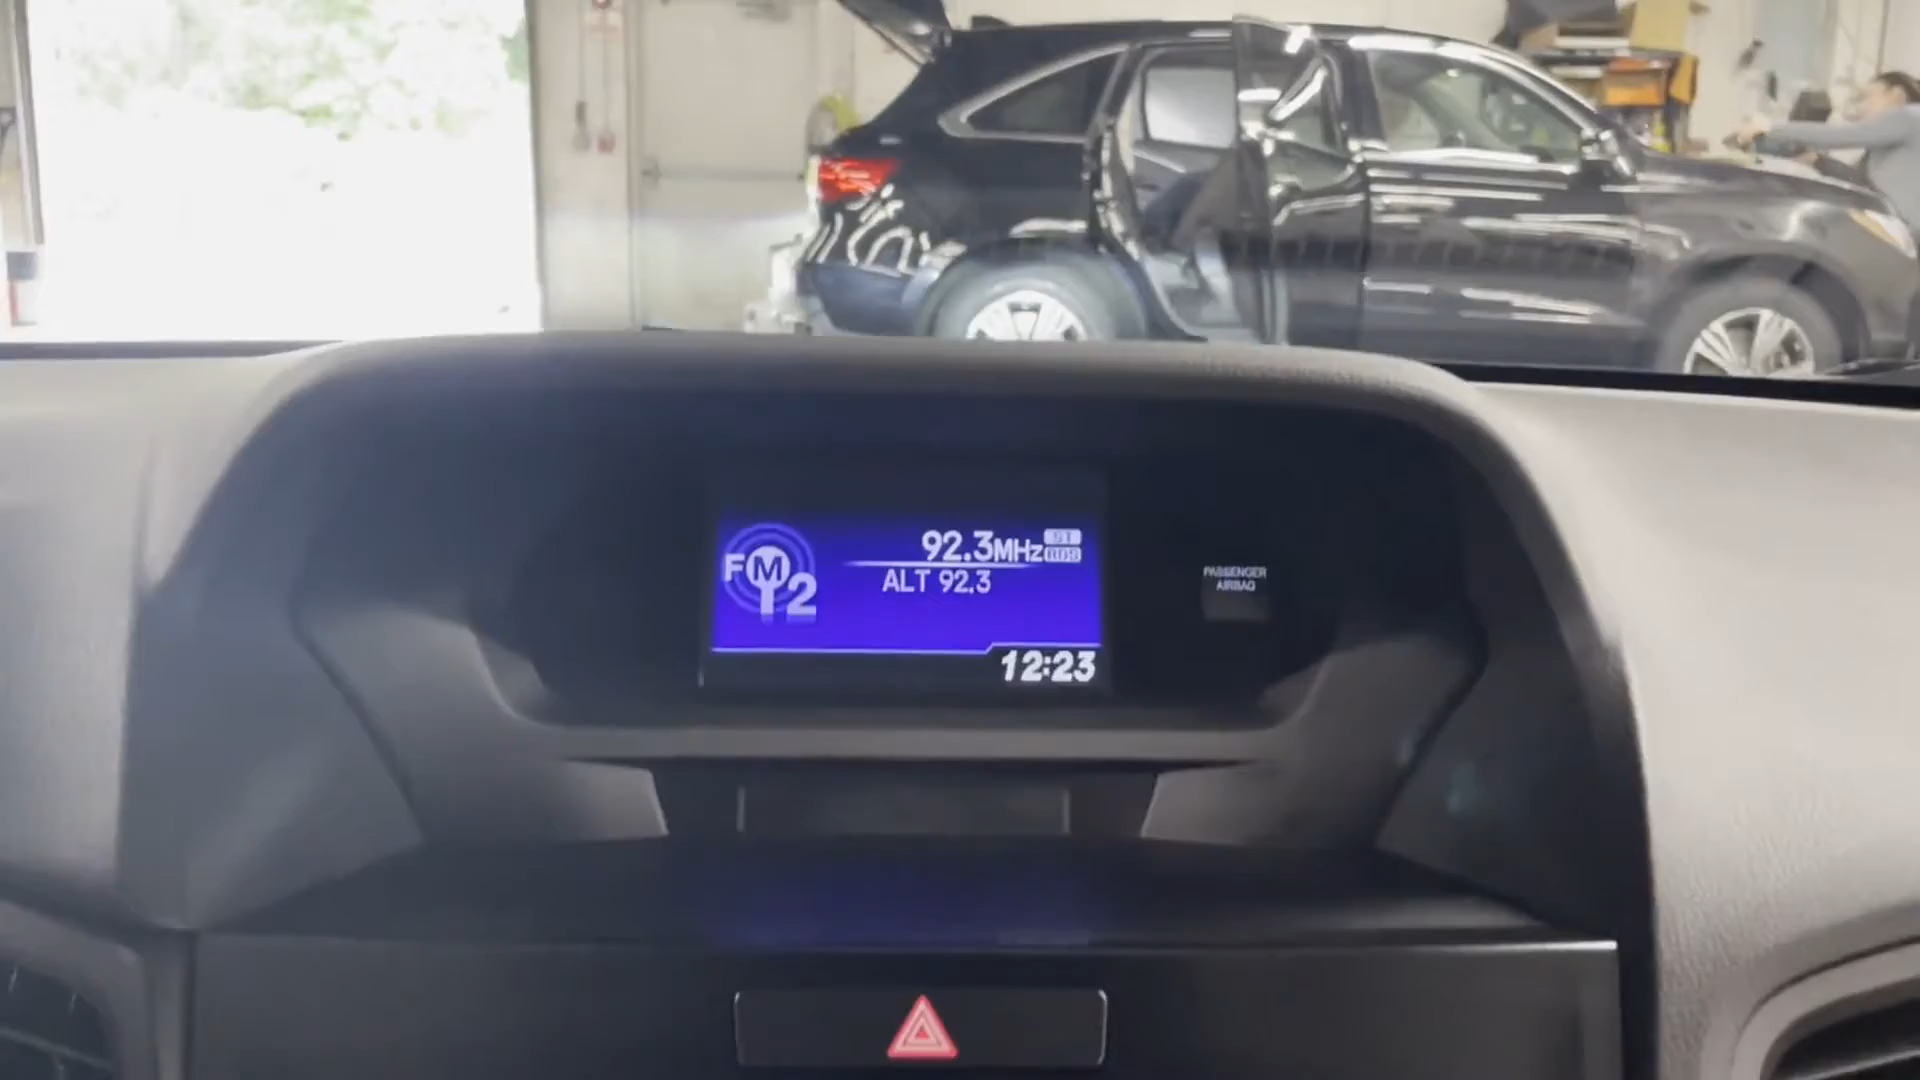 FM2
92.3MHz ST
RDS
ALT 92.3
12:23
PASSENGER
AIRBAG